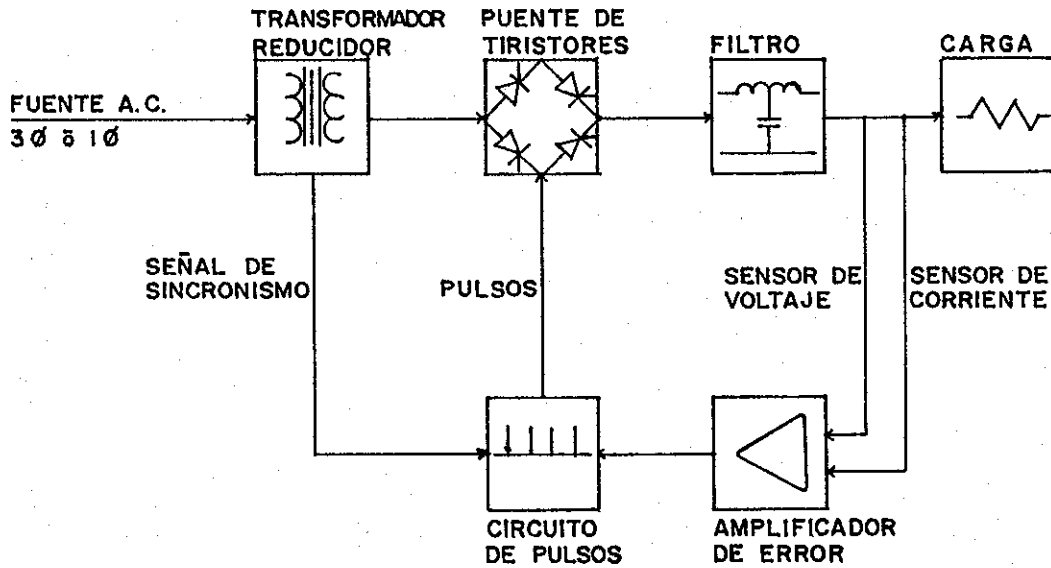 TRANSFORMADOR
REDUCIDOR
PUENTE DE
TIRISTORES
FILTRO
CARGA
FUENTE A.C.
3Ø ō 1Ø
SEÑAL DE
SINCRONISMO
PULSOS
SENSOR DE
VOLTAJE
SENSOR DE
CORRIENTE
CIRCUITO
DE PULSOS
AMPLIFICADOR
DE ERROR